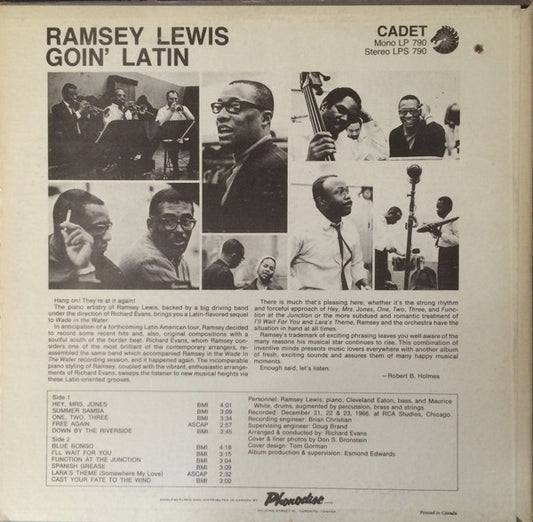 RAMSEY LEWIS
GOIN' LATIN
CADET
Mono LP 790
Stereo LPS 790
Hang on! They're at it again!
The piano artistry of Ramsey Lewis, backed by a big driving band
under the direction of Richard Evans, brings you a Latin-flavored sequel
to Wade in the Water.
In anticipation of a forthcoming Latin American tour, Ramsey decided
to record some recent hits and, also, original compositions with a
soulful south of the border beat. Richard Evans, whom Ramsey con-
siders one of the most brilliant of the contemporary arrangers, re-
assembled the same band which accompanied Ramsey in the Wade In
The Water recording session, and it happened again. The incomparable
piano styling of Ramsey, coupled with the vibrant, enthusiastic arrange-
ments of Richard Evans, sweeps the listener to new musical heights via
these Latin-oriented grooves.
There is much that's pleasing here; whether it's the strong rhythm
and forceful approach of Hey, Mrs. Jones, One, Two, Three, and Func-
tion at the Junction or the more subdued and romantic treatment of
I'll Wait For You and Lara's Theme, Ramsey and the orchestra have the
situation in hand at all times.
Ramsey's trademark of exciting phrasing leaves you well aware of the
many reasons his musical star continues to rise. This combination of
inventive minds presents music lovers everywhere with another album
of fresh, exciting sounds and assures them of many happy musical
moments.
Enough said, let's listen.
—Robert B. Holmes
Side 1
HEY, MRS. JONES BMI 4:01
SUMMER SAMBA BMI 3:09
ONE, TWO, THREE BMI 3:34
FREE AGAIN ASCAP 2:57
DOWN BY THE RIVERSIDE BMI 3:45
Side 2
BLUE BONGO BMI 4:18
I'LL WAIT FOR YOU BMI 3:15
FUNCTION AT THE JUNCTION BMI 3:04
SPANISH GREASE BMI 3:09
LARA'S THEME (Somewhere My Love) ASCAP 2:32
CAST YOUR FATE TO THE WIND BMI 3:00
Personnel: Ramsey Lewis, piano, Cleveland Eaton, bass, and Maurice
White, drums, augmented by percussion, brass and strings.
Recorded: December 21, 22 & 23, 1966, at RCA Studios, Chicago.
Recording engineer: Brian Christian
Supervising engineer: Doug Brand
Arranged & conducted by: Richard Evans
Cover & liner photos by Don S. Bronstein
Cover design: Tom Gorman
Album production & supervision: Esmond Edwards
MANUFACTURED AND DISTRIBUTED IN CANADA BY
Phonodisc
TORONTO, CANADA
Printed in Canada